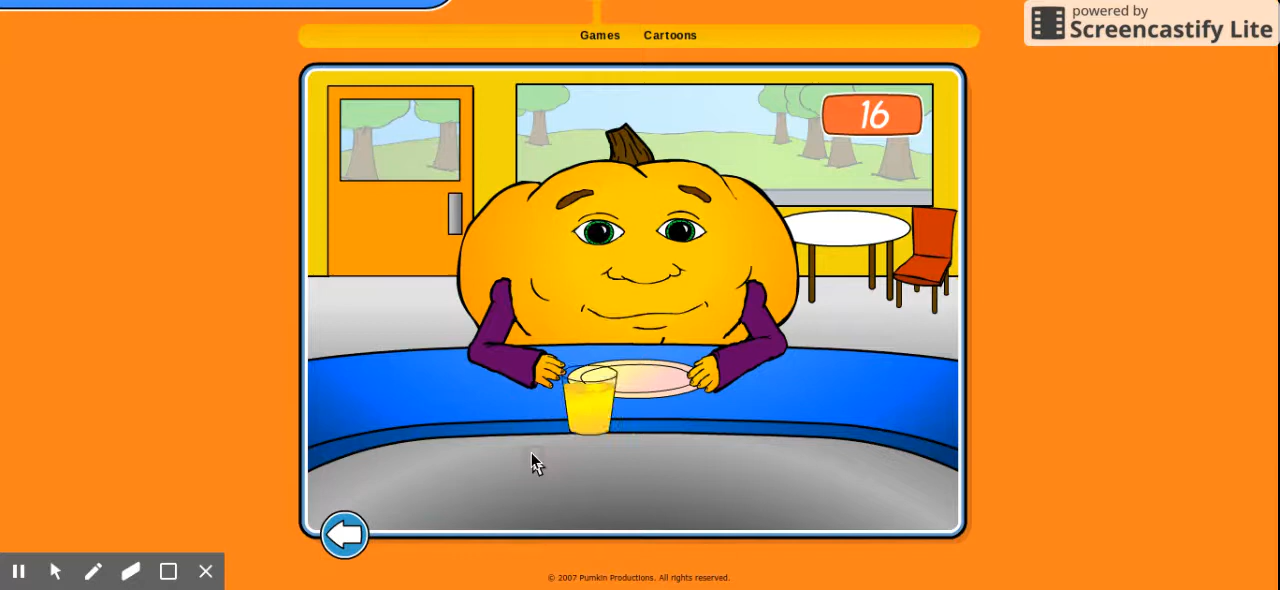 powered by
Screencastify Lite
Games Cartoons
16
© 2007 Pumkin Productions. All rights reserved.